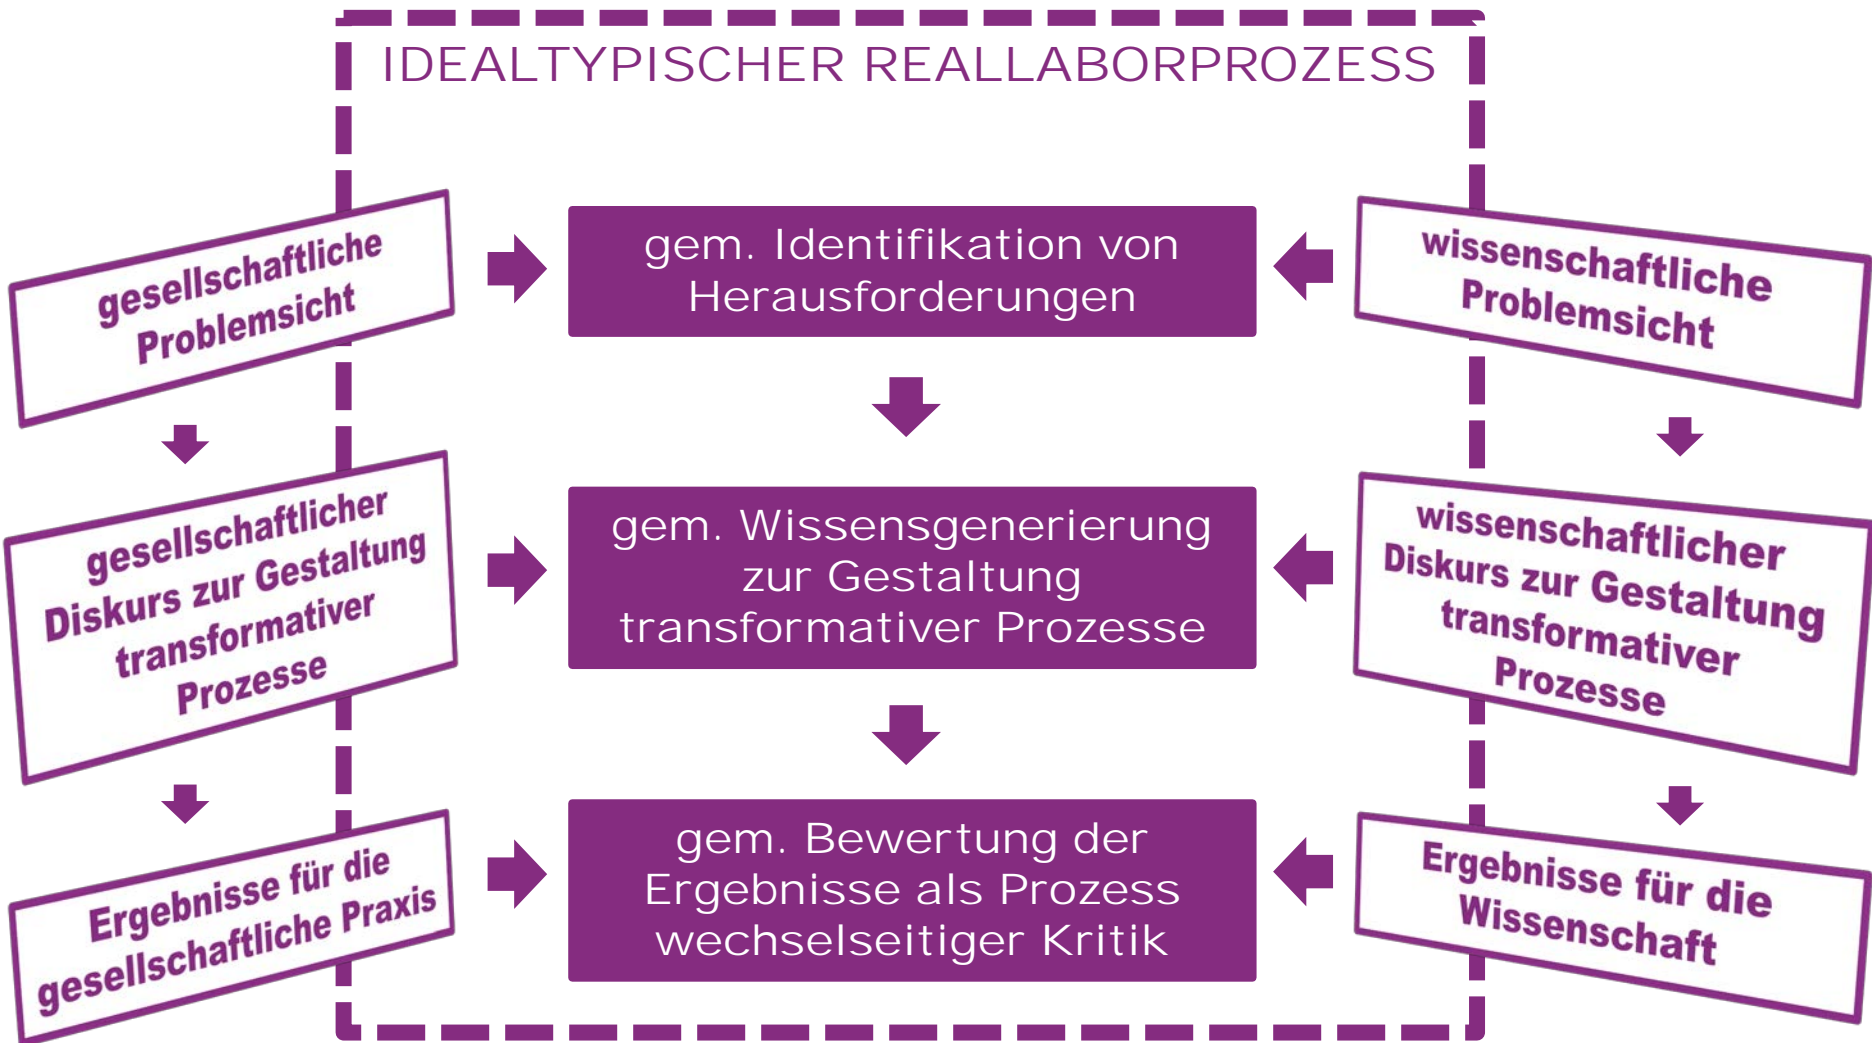 IDEALTYPISCHER REALLABORPROZESS
gesellschaftliche
Problemsicht
gem. Identifikation von
Herausforderungen
wissenschaftliche
Problemsicht
gesellschaftlicher
Diskurs zur Gestaltung
transformativer
Prozesse
gem. Wissensgenerierung
zur Gestaltung
transformativer Prozesse
wissenschaftlicher
Diskurs zur Gestaltung
transformativer
Prozesse
Ergebnisse für die
gesellschaftliche Praxis
gem. Bewertung der
Ergebnisse als Prozess
wechselseitiger Kritik
Ergebnisse für die
Wissenschaft